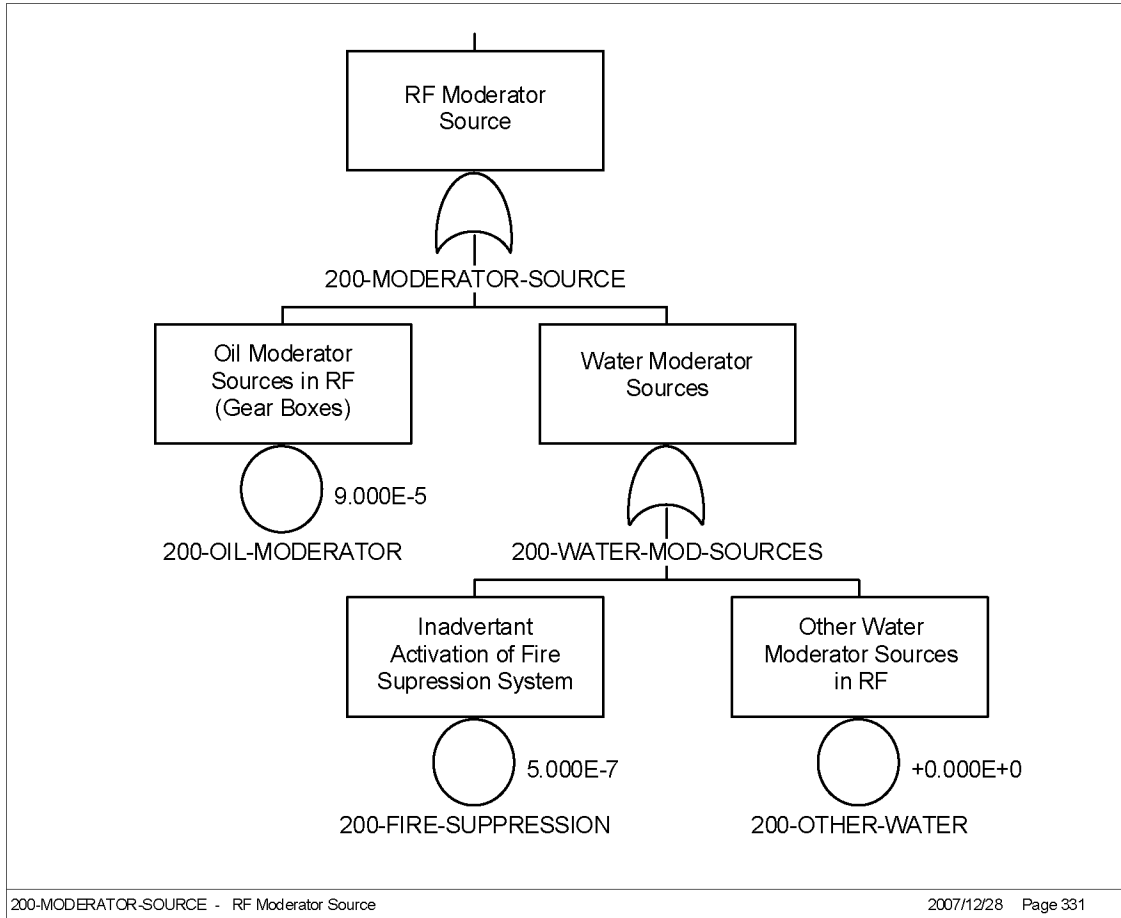 RF Moderator
Source
200-MODERATOR-SOURCE
Oil Moderator
Sources in RF
(Gear Boxes)
Water Moderator
Sources
9.000E-5
200-OIL-MODERATOR
200-WATER-MOD-SOURCES
Inadvertant
Activation of Fire
Supression System
Other Water
Moderator Sources
in RF
5.000E-7
+0.000E+0
200-FIRE-SUPPRESSION
200-OTHER-WATER
200-MODERATOR-SOURCE - RF Moderator Source
2007/12/28 Page 331